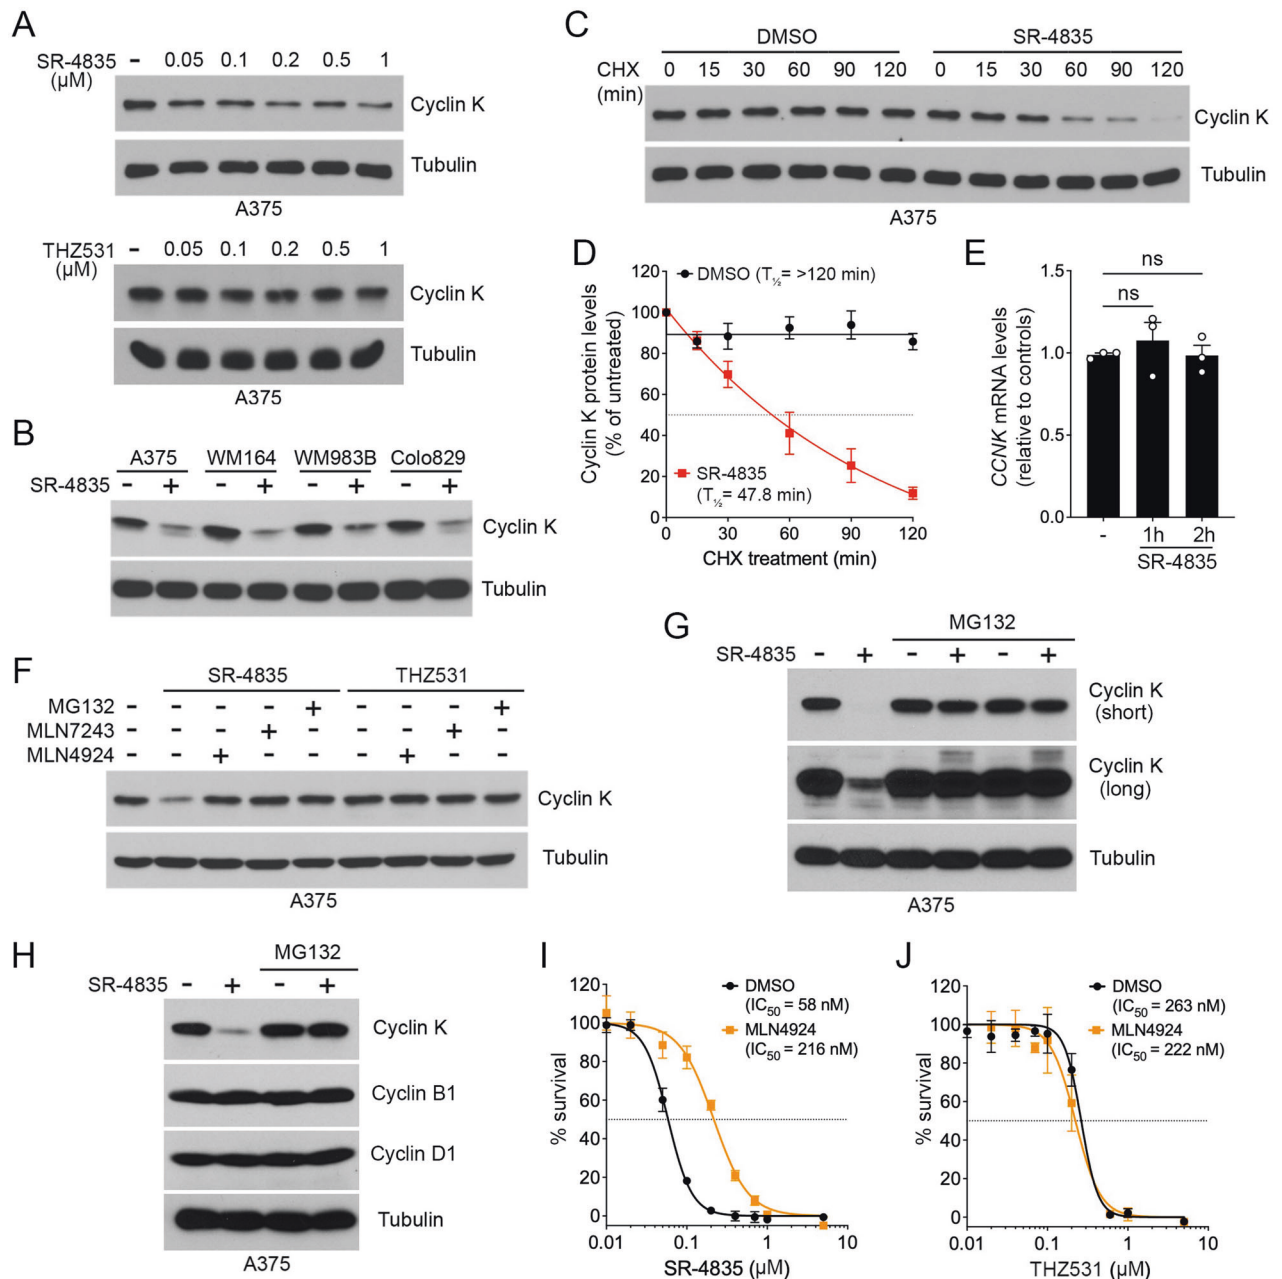 A
SR-4835 (µM) – 0.05 0.1 0.2 0.5 1
Cyclin K
Tubulin
A375
THZ531 (µM) – 0.05 0.1 0.2 0.5 1
Cyclin K
Tubulin
A375
B
A375 WM164 WM983B Colo829
SR-4835 – + – + – + – +
Cyclin K
Tubulin
C
DMSO SR-4835
CHX (min) 0 15 30 60 90 120 0 15 30 60 90 120
Cyclin K
Tubulin
A375
D
Cyclin K protein levels
(% of untreated)
120
100
80
60
40
20
0
DMSO (T½= >120 min)
SR-4835
(T½= 47.8 min)
0 30 60 90 120
CHX treatment (min)
E
CCNK mRNA levels
(relative to controls)
1.5
1.0
0.5
0.0
ns
ns
- 1h 2h
SR-4835
F
SR-4835 THZ531
MG132 – – – – + – – – +
MLN7243 – – – + – – – + –
MLN4924 – – + – – – + – –
Cyclin K
Tubulin
A375
G
MG132
SR-4835 – + – + – +
Cyclin K
(short)
Cyclin K
(long)
Tubulin
A375
H
MG132
SR-4835 – + – +
Cyclin K
Cyclin B1
Cyclin D1
Tubulin
A375
I
% survival
120
100
80
60
40
20
0
DMSO
(IC50 = 58 nM)
MLN4924
(IC50 = 216 nM)
0.01 0.1 1 10
SR-4835 (µM)
J
% survival
120
100
80
60
40
20
0
DMSO
(IC50 = 263 nM)
MLN4924
(IC50 = 222 nM)
0.01 0.1 1 10
THZ531 (µM)